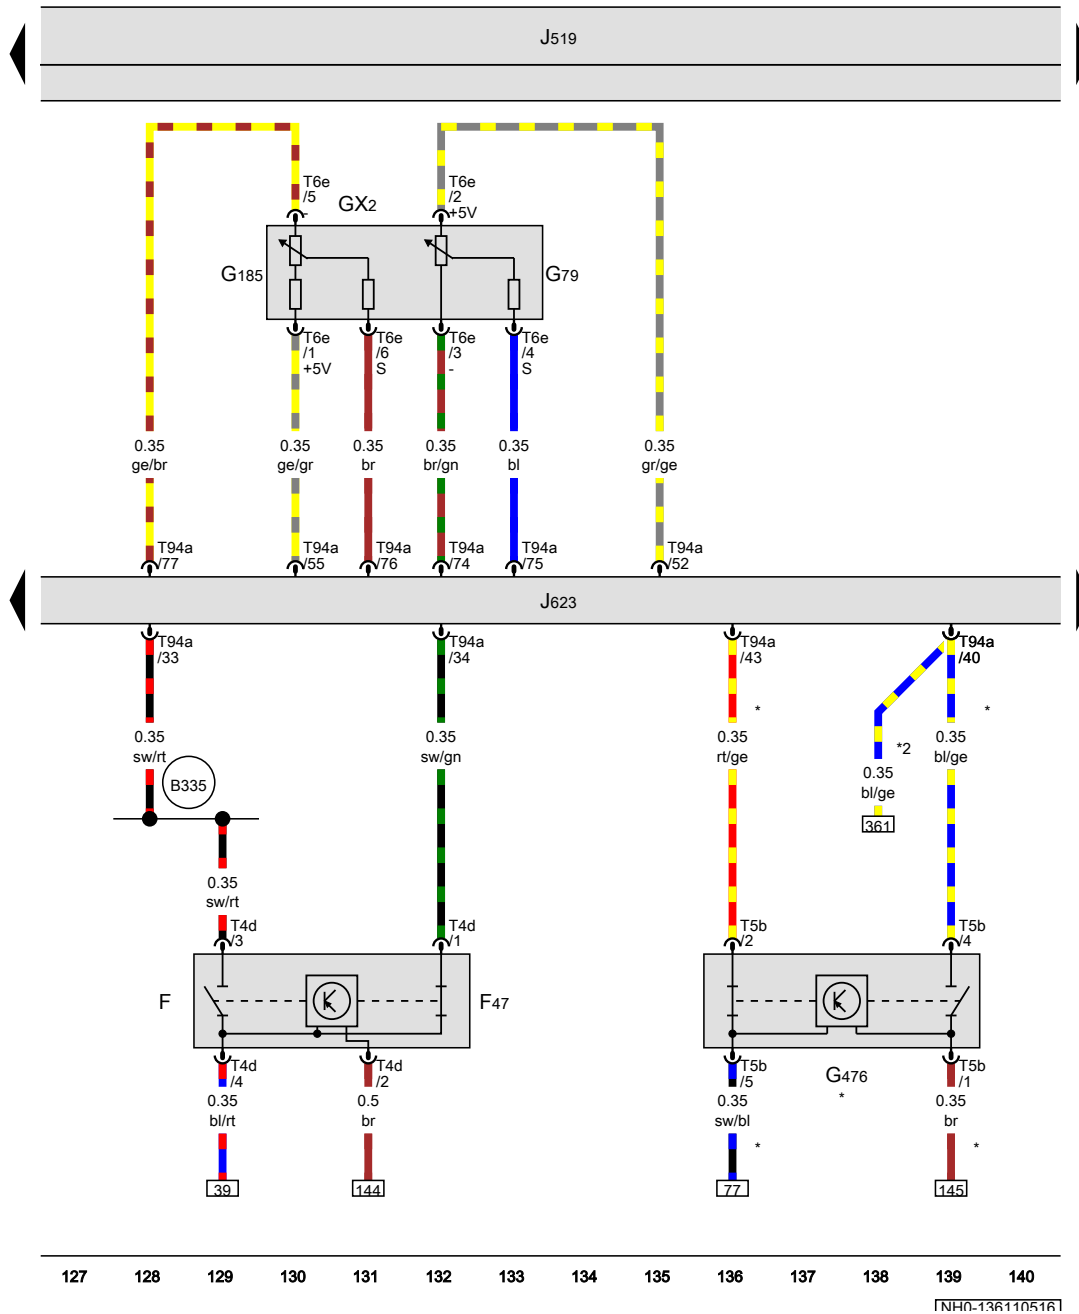 J519
T6e
/5
-
GX2
T6e
/2
+5V
G185
G79
T6e
/1
+5V
T6e
/6
S
T6e
/3
-
T6e
/4
S
0.35
ge/br
0.35
ge/gr
0.35
br
0.35
br/gn
0.35
bl
0.35
gr/ge
T94a
/77
T94a
/55
T94a
/76
T94a
/74
T94a
/75
T94a
/52
J623
T94a
/33
T94a
/34
T94a
/43
T94a
/40
*
*
0.35
sw/rt
0.35
sw/gn
0.35
rt/ge
*2
0.35
bl/ge
0.35
bl/ge
B335
361
0.35
sw/rt
T4d
/3
T4d
/1
T5b
/2
T5b
/4
F
F47
T4d
/4
T4d
/2
T5b
/5
G476
*
T5b
/1
0.35
bl/rt
0.5
br
0.35
sw/bl
*
0.35
br
*
39
144
77
145
127 128 129 130 131 132 133 134 135 136 137 138 139 140
NH0-136110516